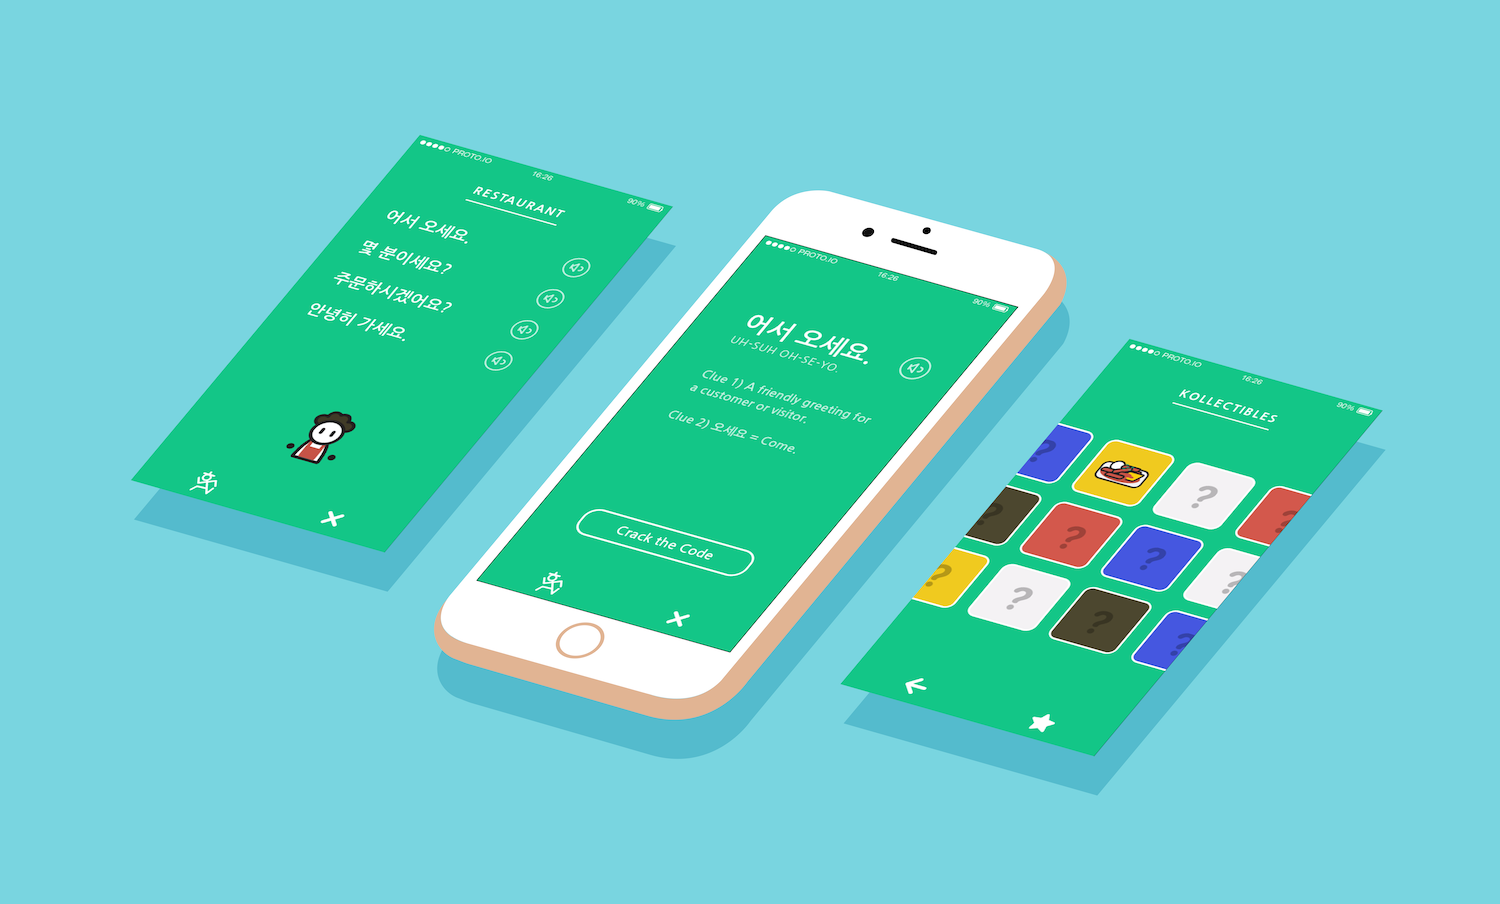 PROTO.IO 16:26 90%
RESTAURANT
어서 오세요.
몇 분이세요?
주문하시겠어요?
안녕히 가세요.
PROTO.IO 16:26 90%
어서 오세요.
UH-SUH OH-SE-YO.
Clue 1) A friendly greeting for
a customer or visitor.
Clue 2) 오세요 = Come.
Crack the Code
PROTO.IO 16:26 90%
KOLLECTIBLES
? ? ?
? ? ? ?
? ? ? ?